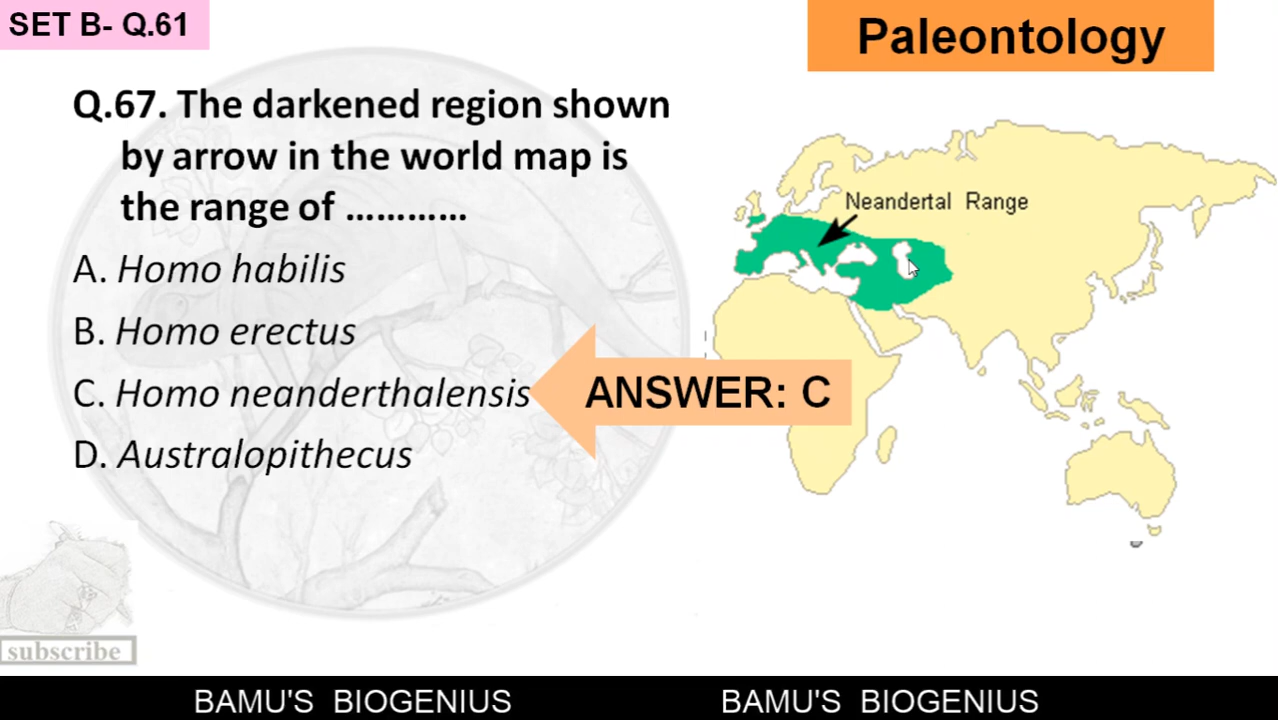 SET B- Q.61
Paleontology
Q.67. The darkened region shown
by arrow in the world map is
the range of ............
A. Homo habilis
B. Homo erectus
C. Homo neanderthalensis
D. Australopithecus
Neandertal Range
ANSWER: C
subscribe
BAMU'S BIOGENIUS
BAMU'S BIOGENIUS